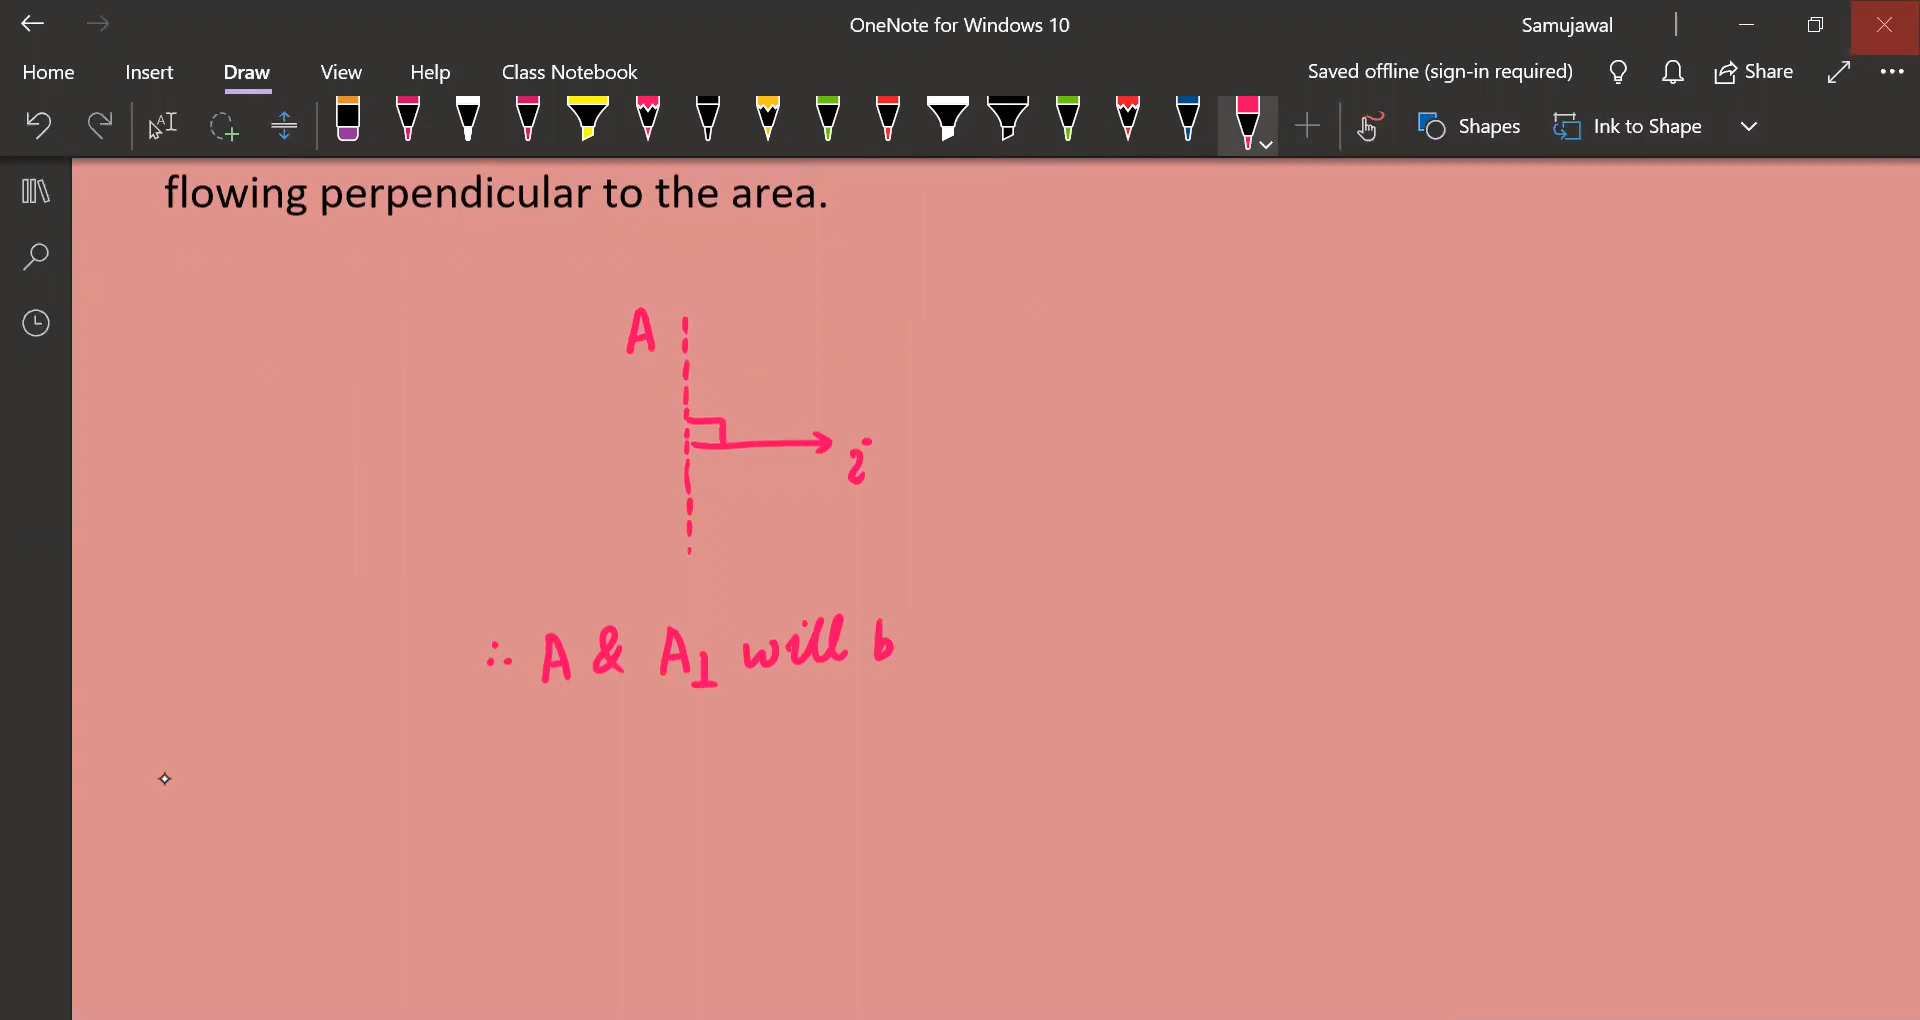 OneNote for Windows 10
Samujawal
Home Insert Draw View Help Class Notebook
Saved offline (sign-in required) Share
Shapes Ink to Shape
flowing perpendicular to the area.
A
i
∴ A & A⊥ will b